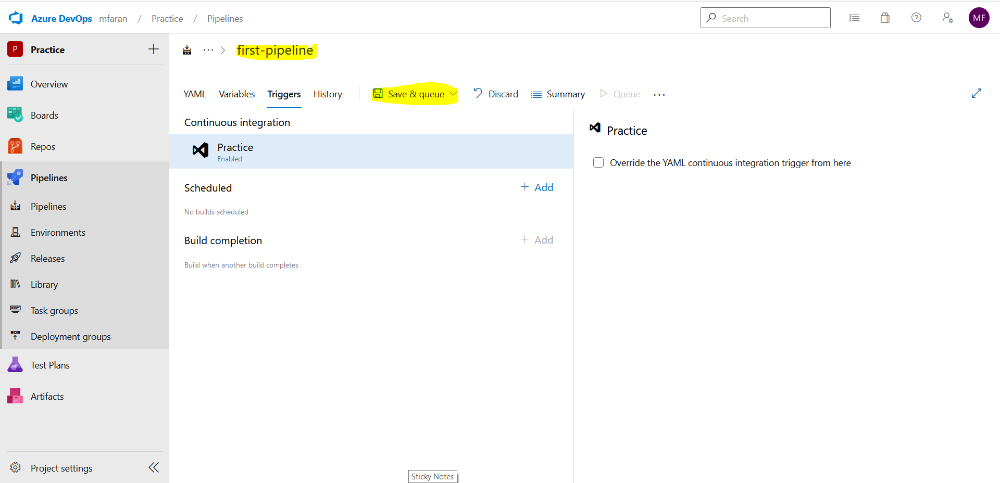 Azure DevOps mfaran / Practice / Pipelines
Search
MF
P Practice
Overview
Boards
Repos
Pipelines
Pipelines
Environments
Releases
Library
Task groups
Deployment groups
Test Plans
Artifacts
Project settings
··· > first-pipeline
YAML Variables Triggers History Save & queue Discard Summary Queue ···
Continuous integration
Practice
Enabled
Scheduled + Add
No builds scheduled
Build completion + Add
Build when another build completes
Practice
Override the YAML continuous integration trigger from here
Sticky Notes